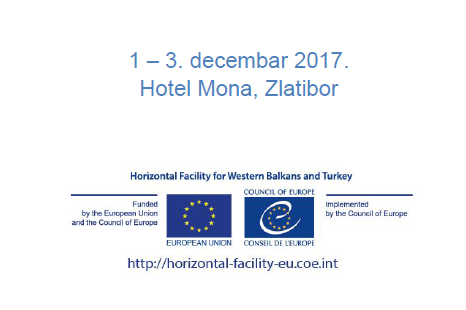 1 – 3. decembar 2017.
Hotel Mona, Zlatibor
Horizontal Facility for Western Balkans and Turkey
Funded
by the European Union
and the Council of Europe
EUROPEAN UNION
COUNCIL OF EUROPE
CONSEIL DE L'EUROPE
Implemented
by the Council of Europe
http://horizontal-facility-eu.coe.int